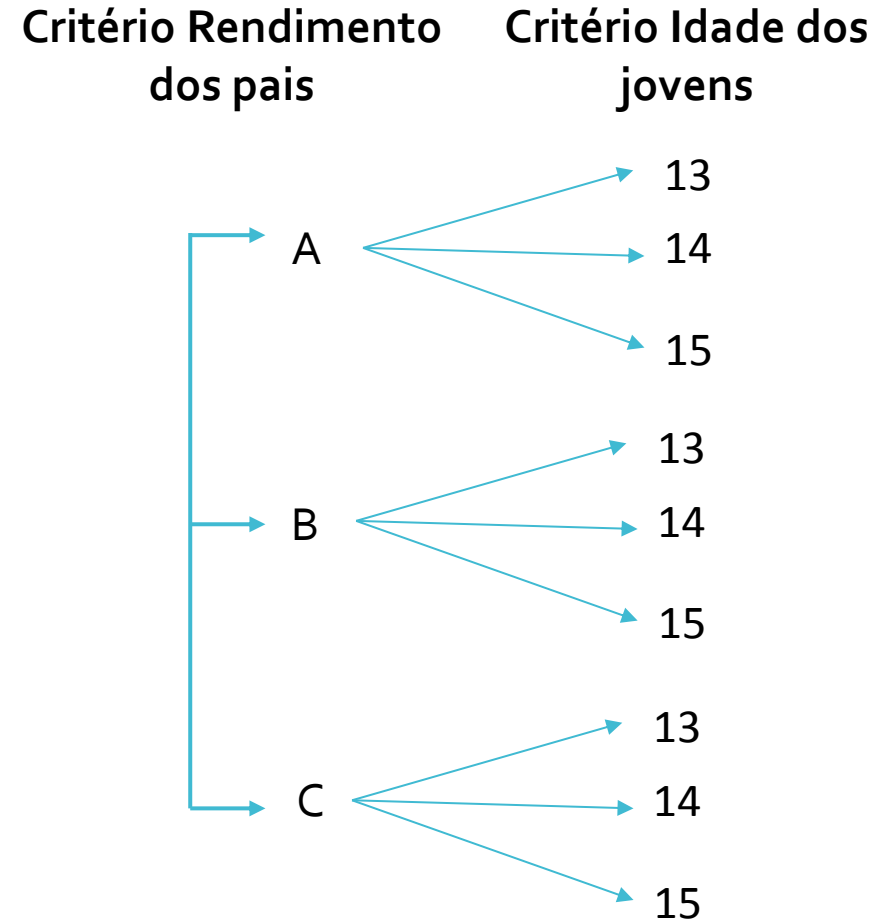 Critério Rendimento
dos pais
Critério Idade dos
jovens
A
13
14
15
B
13
14
15
C
13
14
15